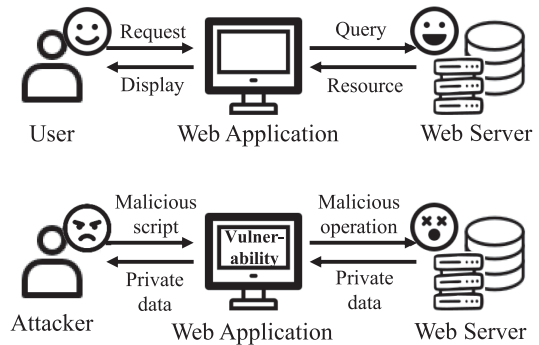 Request
Query
Display
Resource
User
Web Application
Web Server
Malicious
script
Vulner-
ability
Malicious
operation
Private
data
Private
data
Attacker
Web Application
Web Server